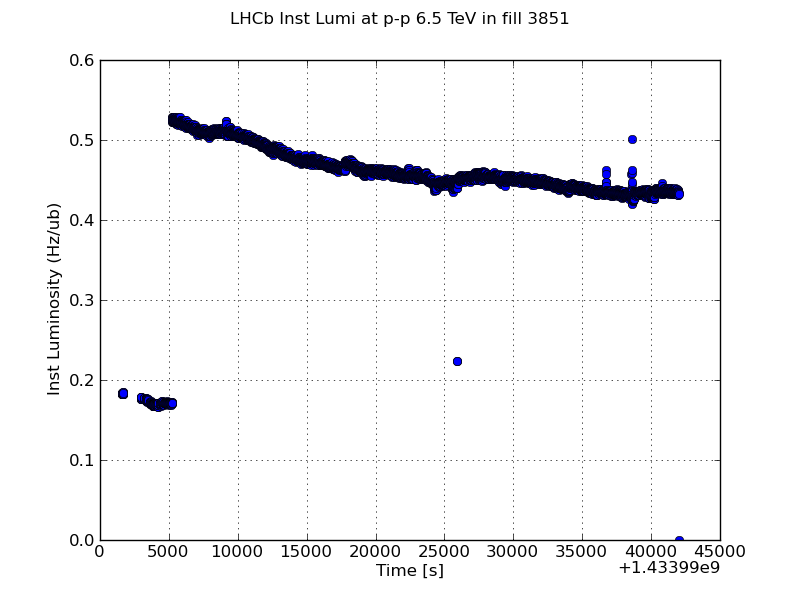 LHCb Inst Lumi at p-p 6.5 TeV in fill 3851
0.6
0.5
0.4
0.3
0.2
0.1
0.0
Inst Luminosity (Hz/ub)
0 5000 10000 15000 20000 25000 30000 35000 40000 45000
Time [s]
+1.43399e9